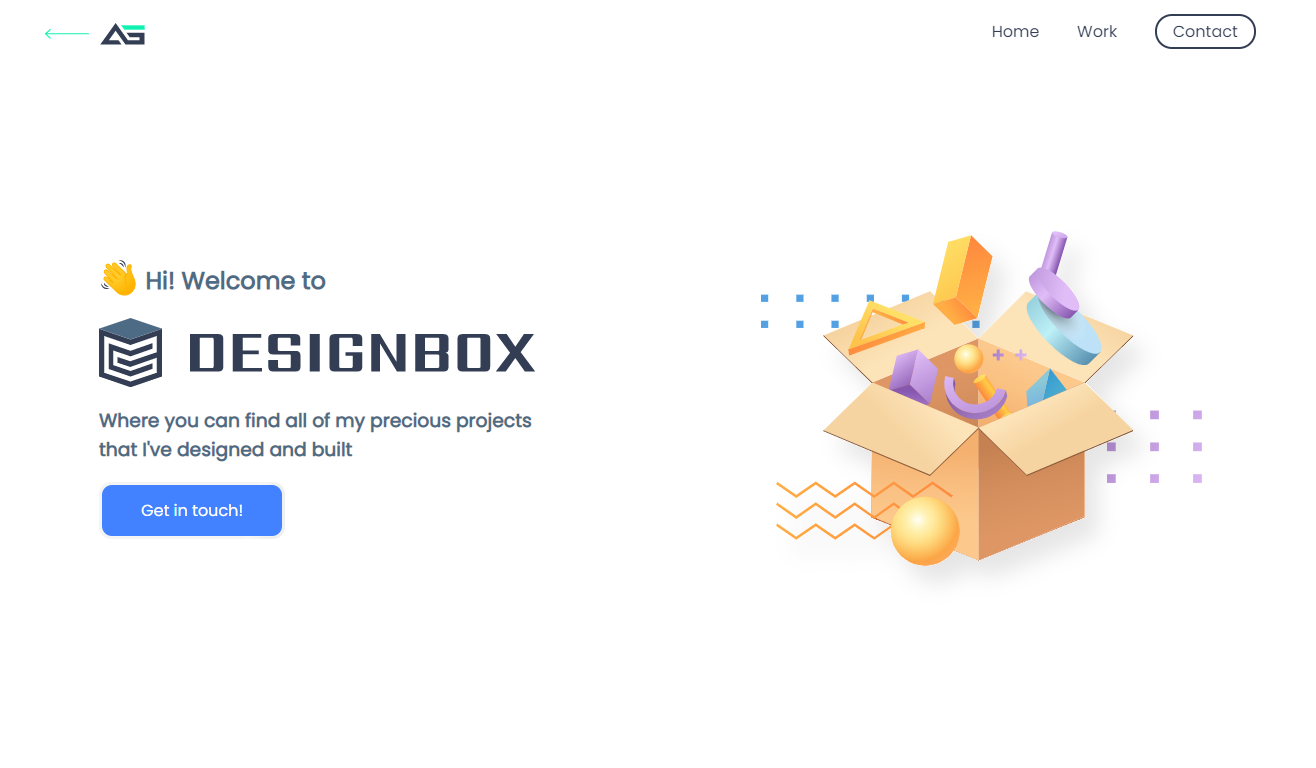 AG
Home
Work
Contact
Hi! Welcome to
DESIGNBOX
Where you can find all of my precious projects
that I've designed and built
Get in touch!